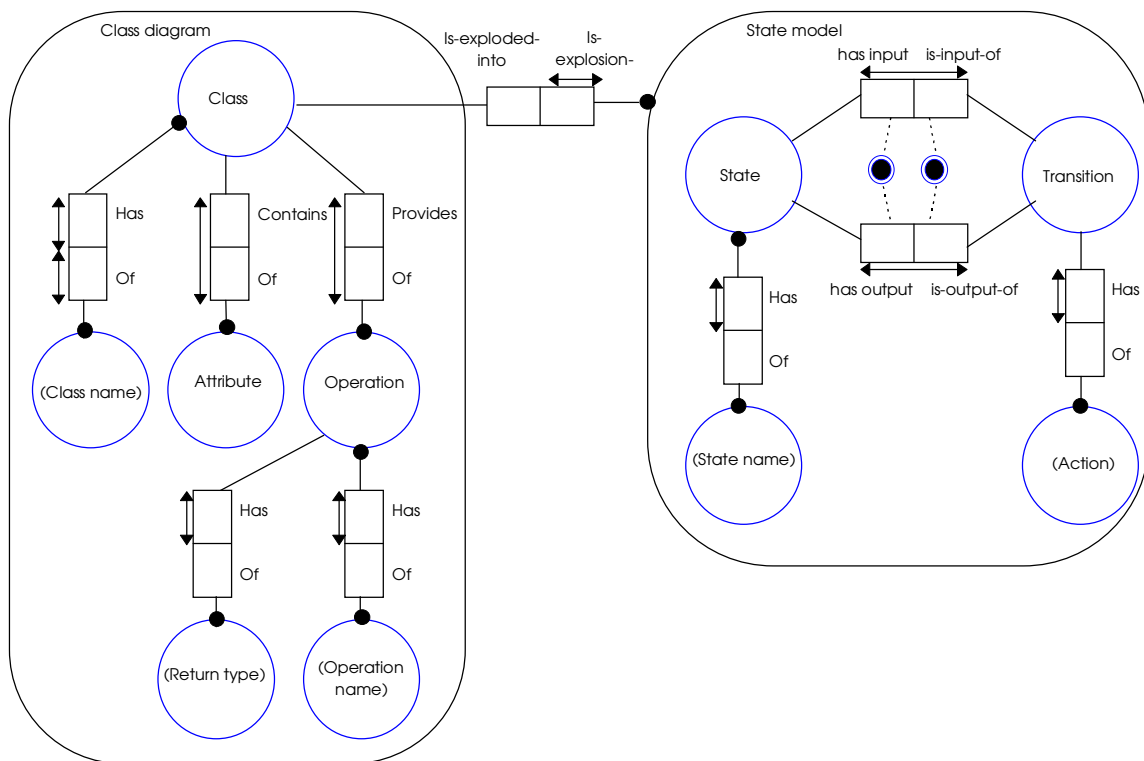 Class diagram
Is-exploded-
into
Is-
explosion-
State model
has input
is-input-of
Class
State
Transition
Has
Of
Contains
Of
Provides
Of
has output
is-output-of
Has
Of
Has
Of
(Class name)
Attribute
Operation
(State name)
(Action)
Has
Of
Has
Of
(Return type)
(Operation
name)